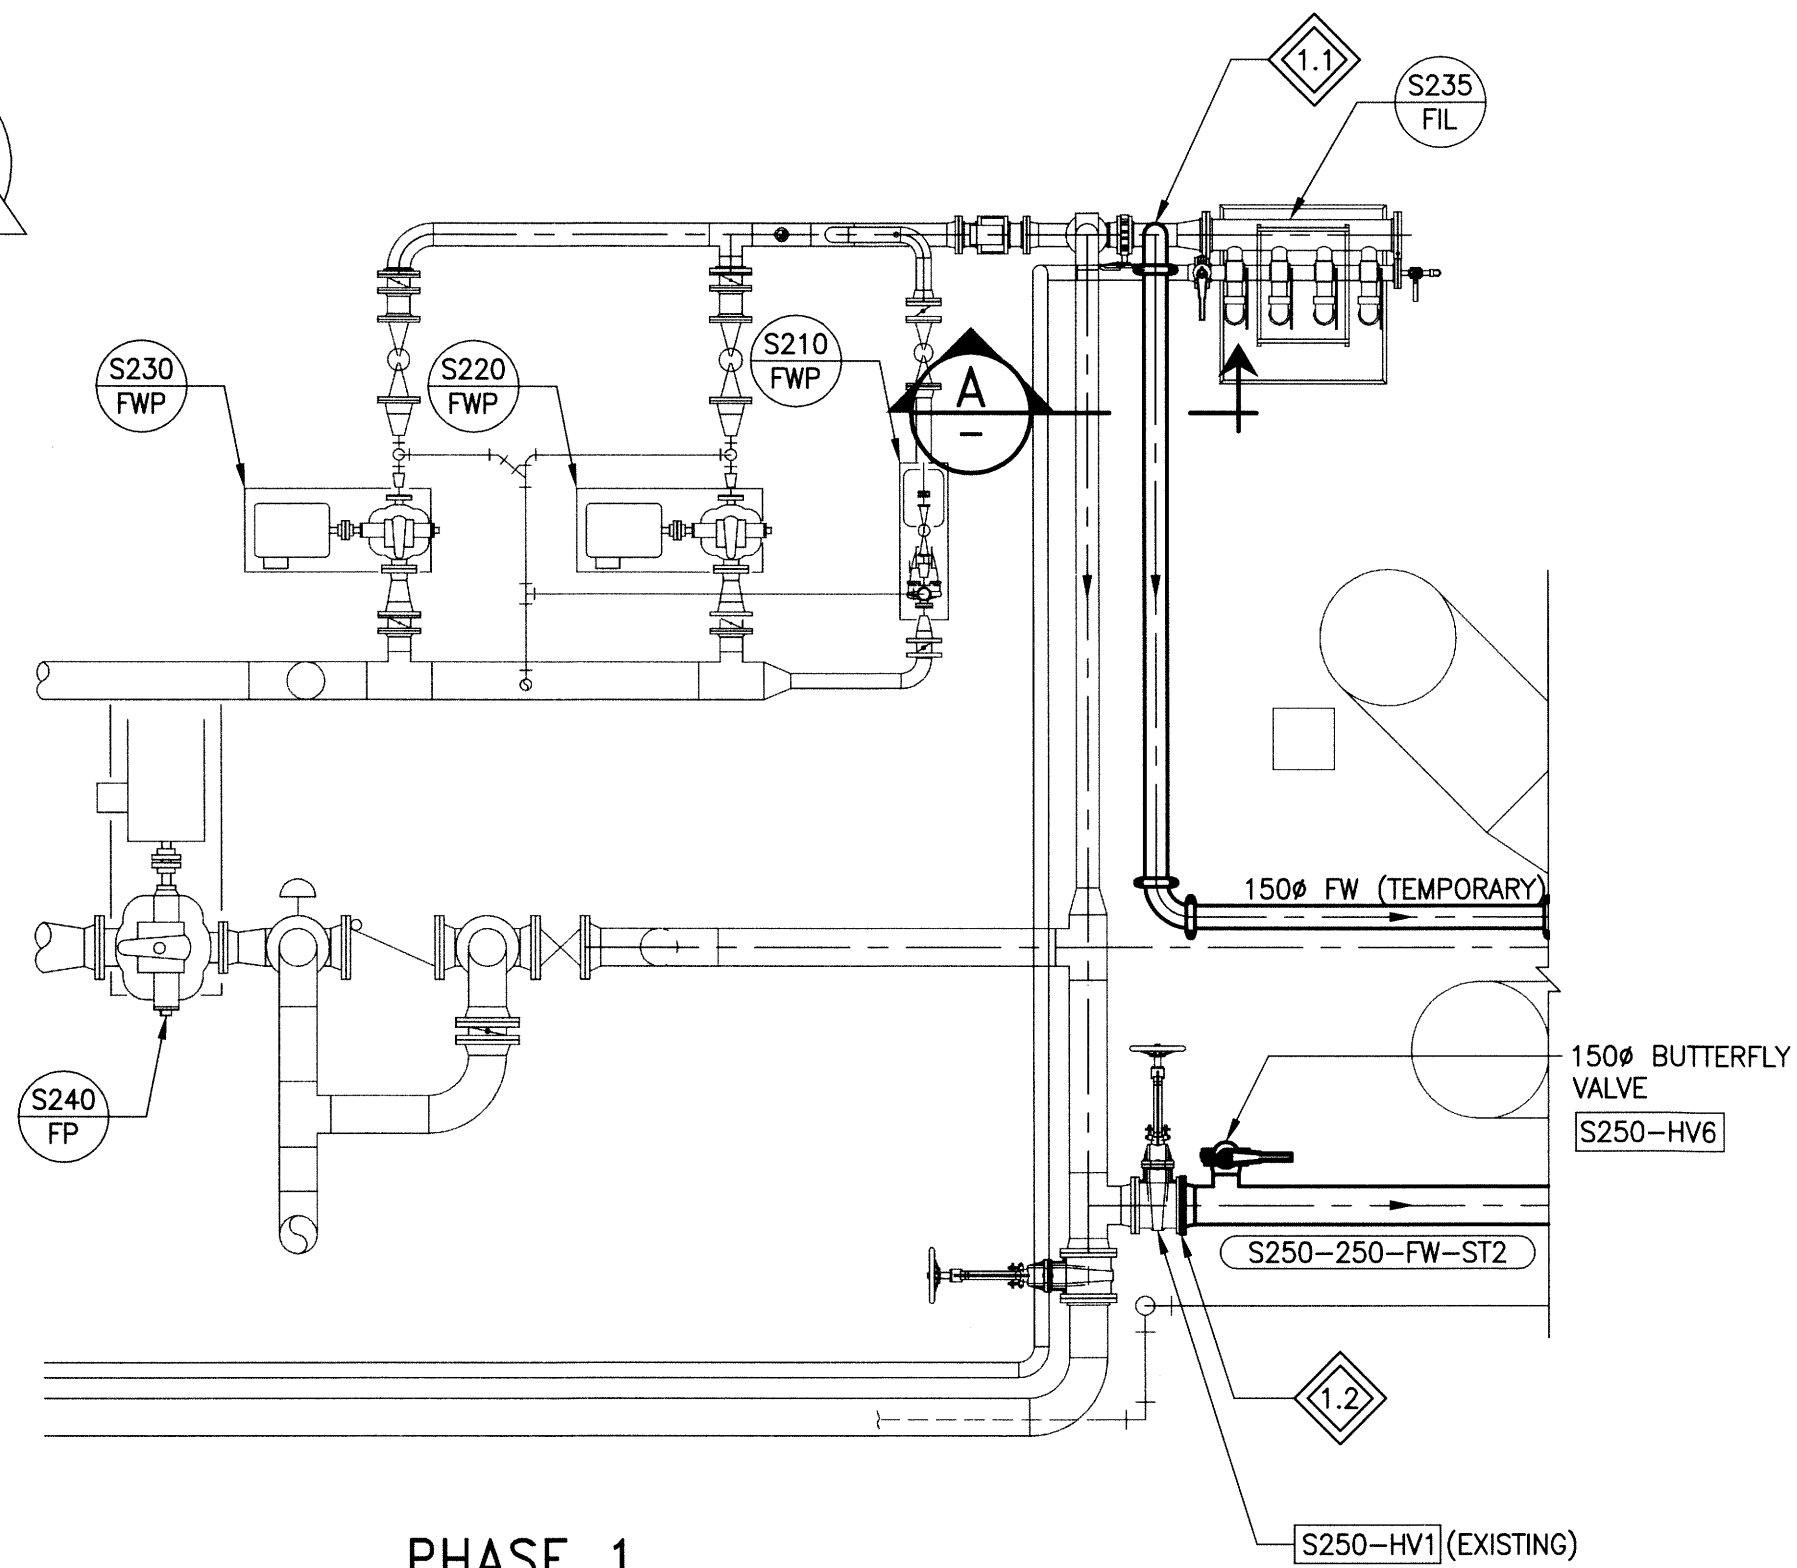 1.1
S235
FIL
S230
FWP
S220
FWP
S210
FWP
A
–
150ø FW (TEMPORARY)
150ø BUTTERFLY
VALVE
S250-HV6
S240
FP
S250-250-FW-ST2
1.2
S250-HV1 (EXISTING)
PHASE 1